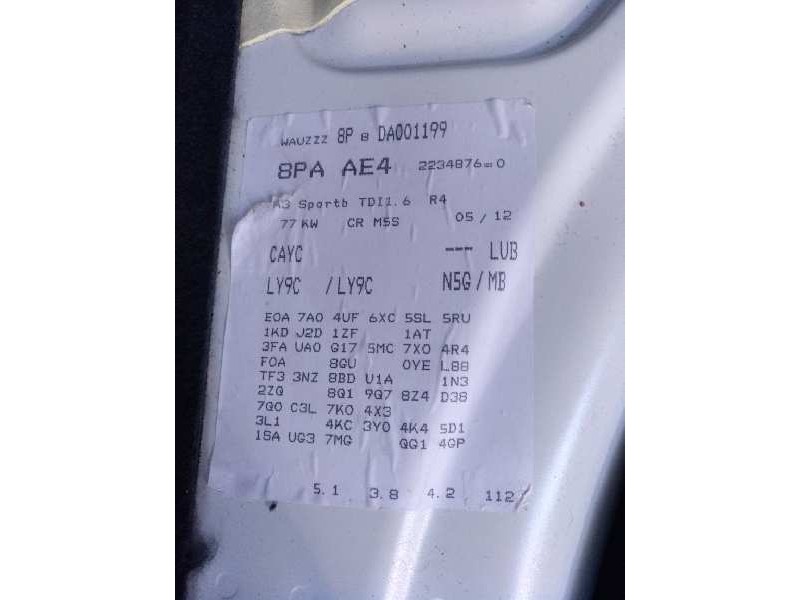 WAUZZZ 8P 8 DA001199
8PA AE4 2234876 0
A3 Sportb TDI1.6 R4
77 KW CR M5S 05 / 12
CAYC --- LUB
LY9C /LY9C N5G/MB
E0A 7A0 4UF 6XC 5SL 5RU
1KD J2D 1ZF 1AT
3FA UA0 G17 5MC 7X0 4R4
F0A 8GU 0YE L88
TF3 3NZ 8BD U1A 1N3
2ZQ 8Q1 9Q7 8Z4 D38
7G0 C3L 7K0 4X3
3L1 4KC 3Y0 4K4 5D1
1SA UG3 7MG QG1 4GP
5.1 3.8 4.2 112